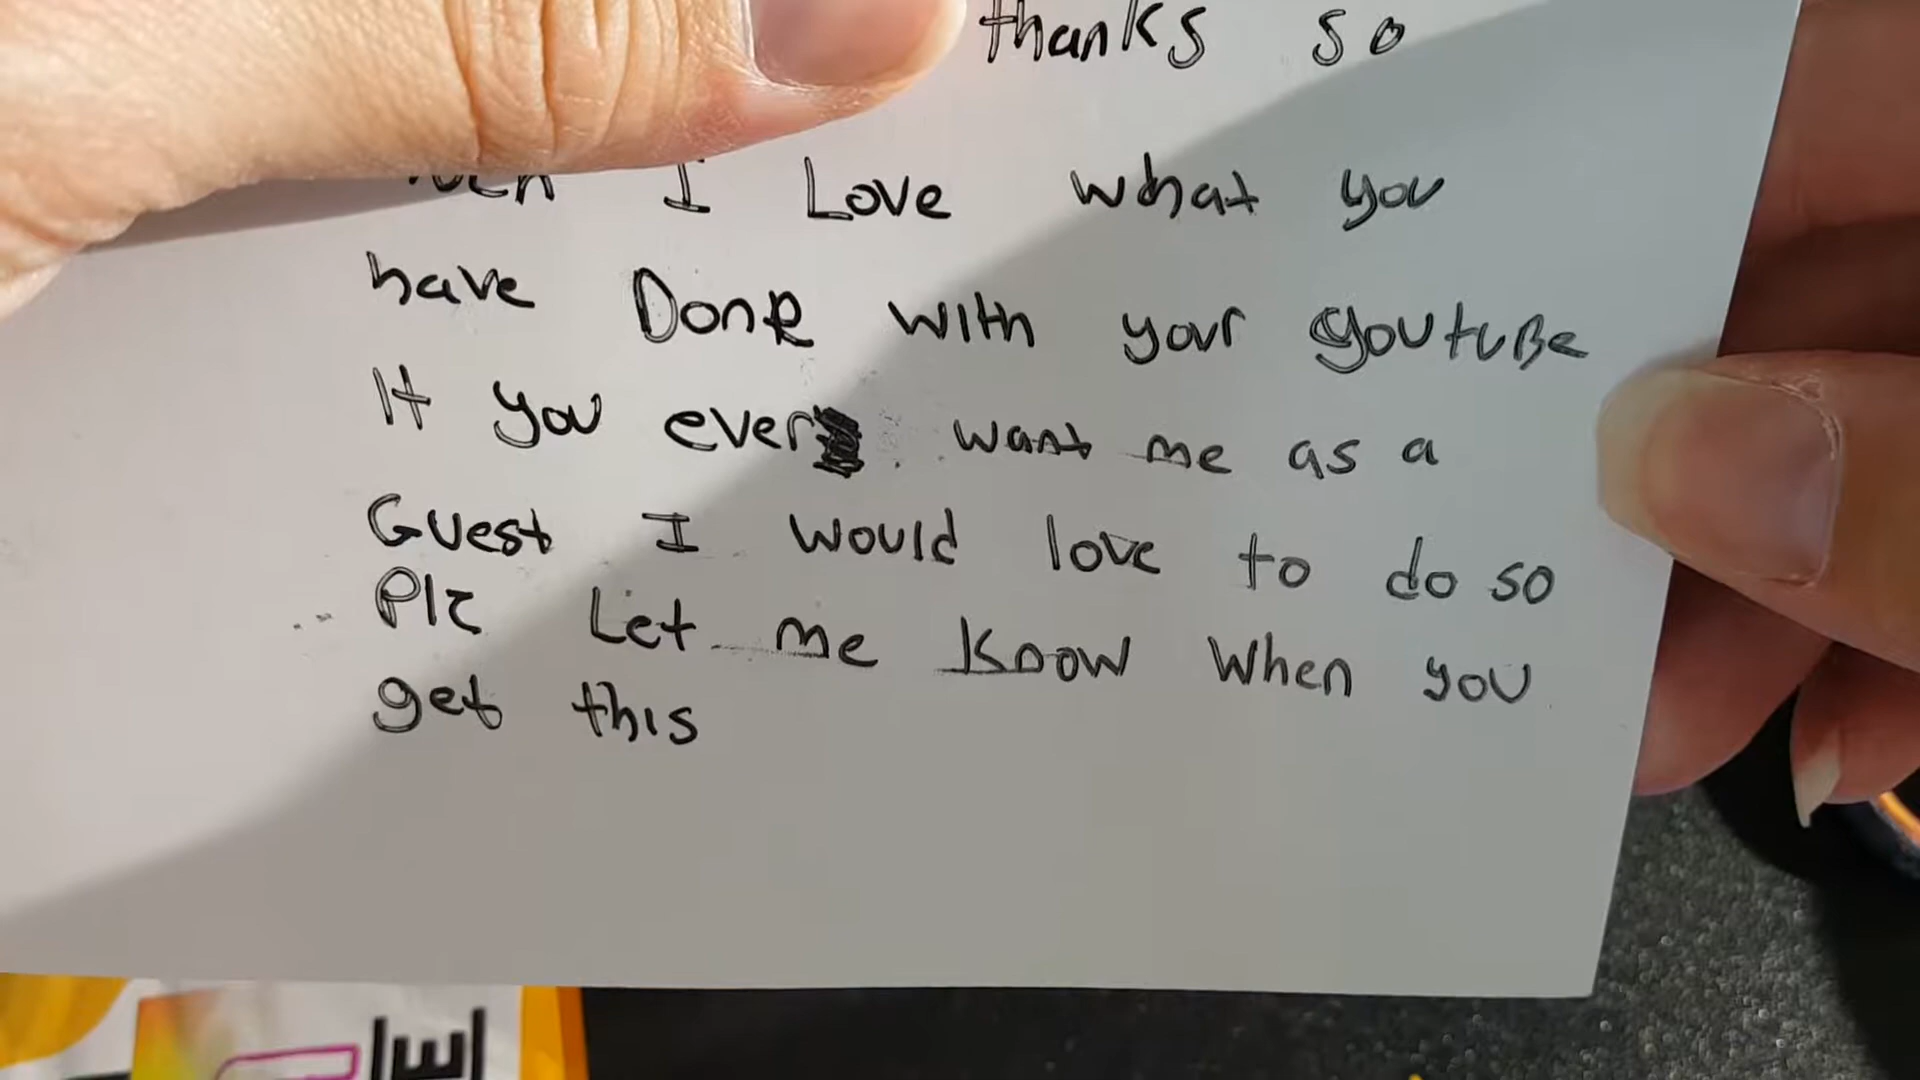 thanks so
I Love what you
have Done with your youtube
If you ever want me as a
Guest I would love to do so
Plz Let me know when you
get this